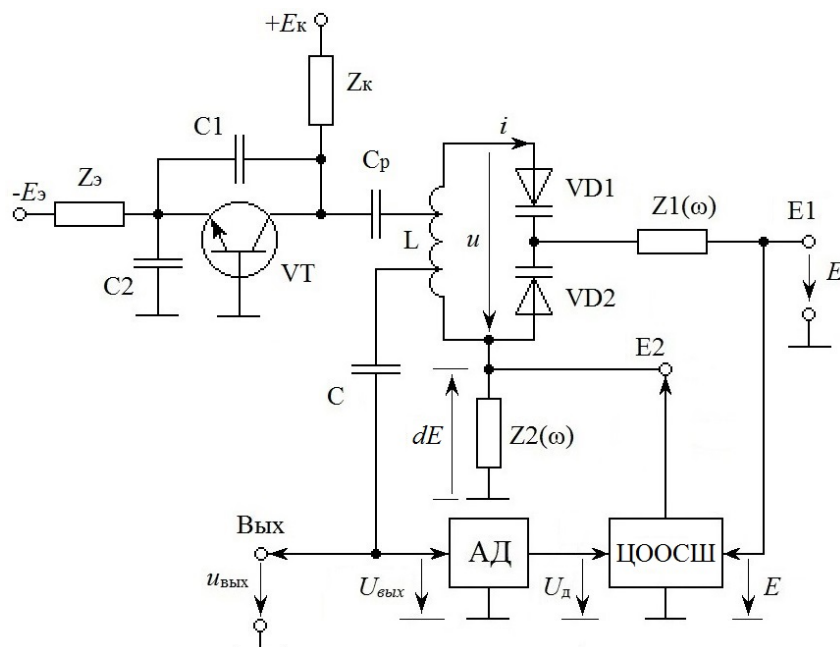 +Eк
Zк
C1
i
Cр
Zэ
VD1
-Eэ
Z1(ω)
E1
L
u
E
C2
VT
VD2
E2
C
dE
Z2(ω)
Вых
АД
ЦООСШ
uвых
Uвых
Uд
E